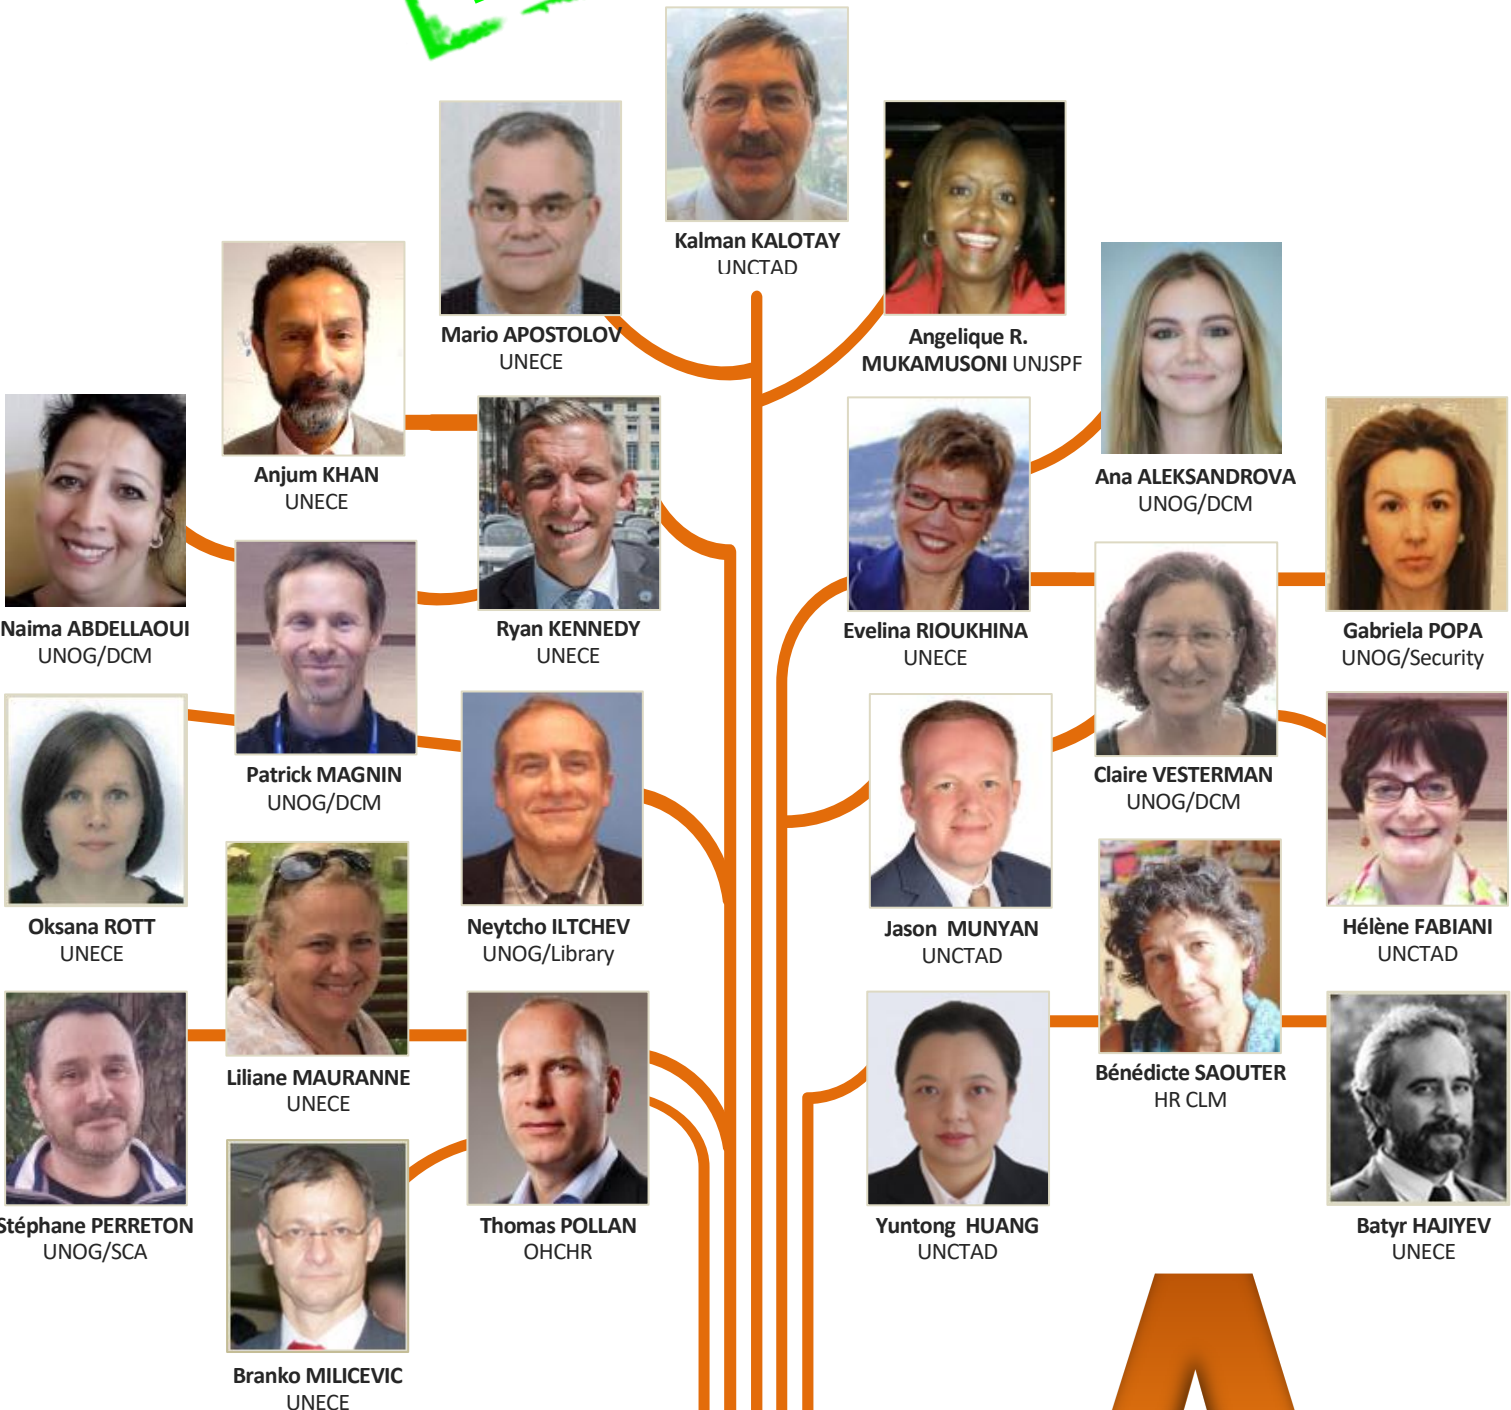 Kalman KALOTAY
UNCTAD
Mario APOSTOLOV
UNECE
Angelique R.
MUKAMUSONI UNJSPF
Anjum KHAN
UNECE
Ana ALEKSANDROVA
UNOG/DCM
Naima ABDELLAOUI
UNOG/DCM
Ryan KENNEDY
UNECE
Evelina RIOUKHINA
UNECE
Gabriela POPA
UNOG/Security
Patrick MAGNIN
UNOG/DCM
Claire VESTERMAN
UNOG/DCM
Oksana ROTT
UNECE
Neytcho ILTCHEV
UNOG/Library
Jason MUNYAN
UNCTAD
Hélène FABIANI
UNCTAD
Liliane MAURANNE
UNECE
Bénédicte SAOUTER
HR CLM
Stéphane PERRETON
UNOG/SCA
Thomas POLLAN
OHCHR
Yuntong HUANG
UNCTAD
Batyr HAJIYEV
UNECE
Branko MILICEVIC
UNECE
A